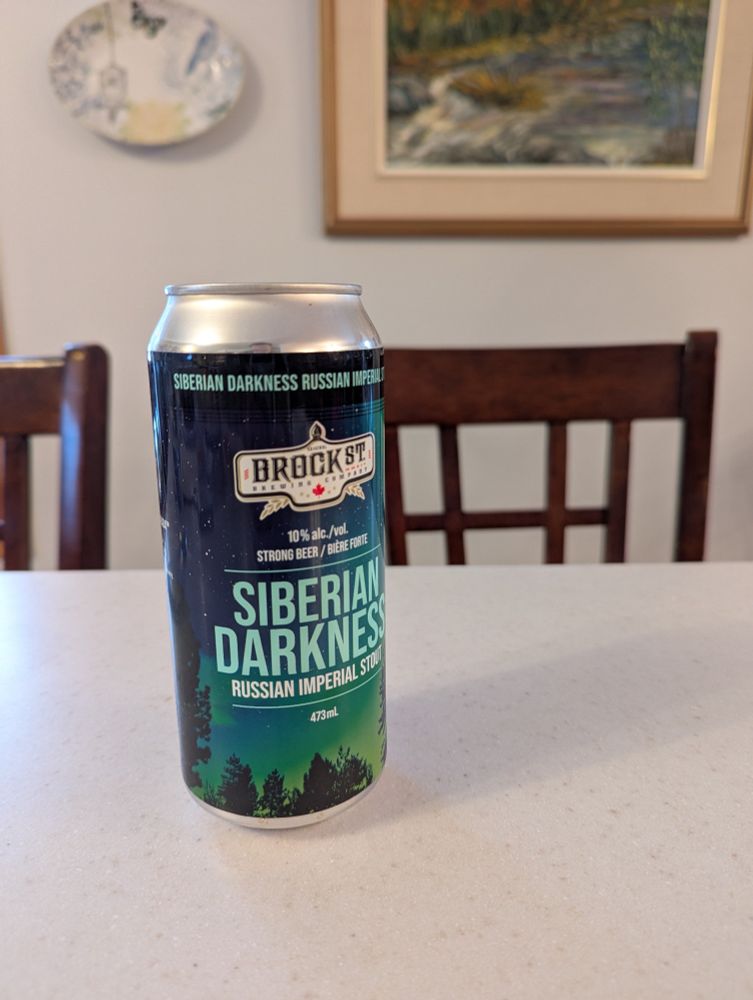 SIBERIAN DARKNESS RUSSIAN IMPERIAL
BROCK ST.
BREWING COMPANY
10% alc./vol.
STRONG BEER / BIÈRE FORTE
SIBERIAN
DARKNESS
RUSSIAN IMPERIAL STOUT
473mL